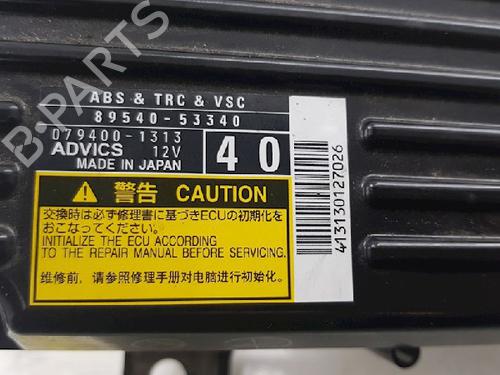 B-PARTS
ABS & TRC & VSC
89540-53340
079400-1313
ADVICS 12V
MADE IN JAPAN
40
413130127026
警告 CAUTION
交換時は必ず修理書に基づきECUの初期化を
おこなってください。
INITIALIZE THE ECU ACCORDING
TO THE REPAIR MANUAL BEFORE SERVICING.
维修前，请参照修理手册对电脑进行初始化。